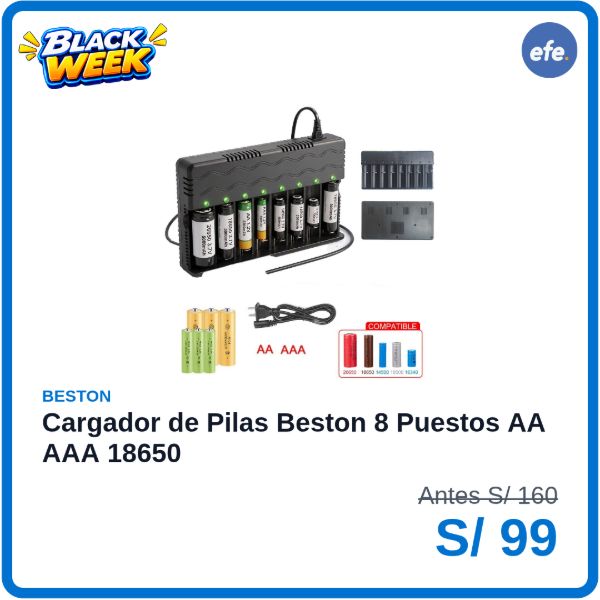 BLACK
WEEK
efe.
AA AAA
COMPATIBLE
BESTON
Cargador de Pilas Beston 8 Puestos AA
AAA 18650
Antes S/ 160
S/ 99